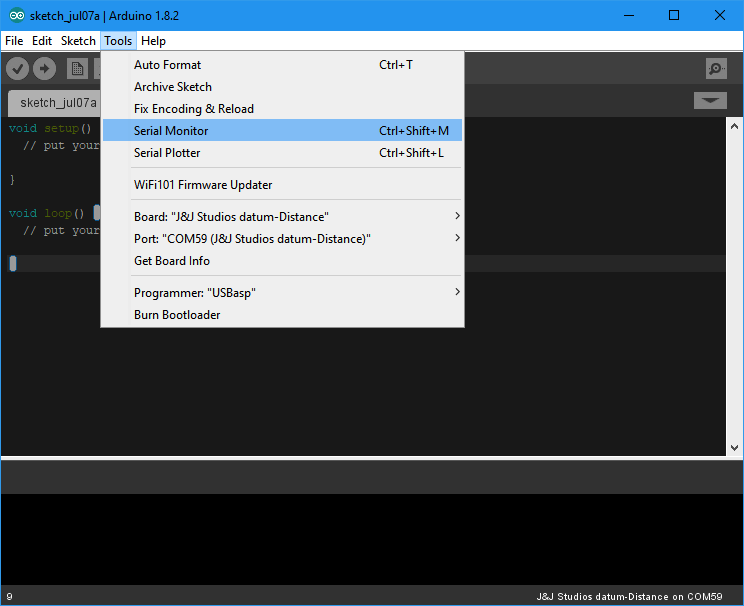 sketch_jul07a | Arduino 1.8.2
File Edit Sketch Tools Help
Auto Format Ctrl+T
Archive Sketch
Fix Encoding & Reload
Serial Monitor Ctrl+Shift+M
Serial Plotter Ctrl+Shift+L
WiFi101 Firmware Updater
Board: "J&J Studios datum-Distance"
Port: "COM59 (J&J Studios datum-Distance)"
Get Board Info
Programmer: "USBasp"
Burn Bootloader
sketch_jul07a
void setup()
// put your
}
void loop()
// put your
9 J&J Studios datum-Distance on COM59